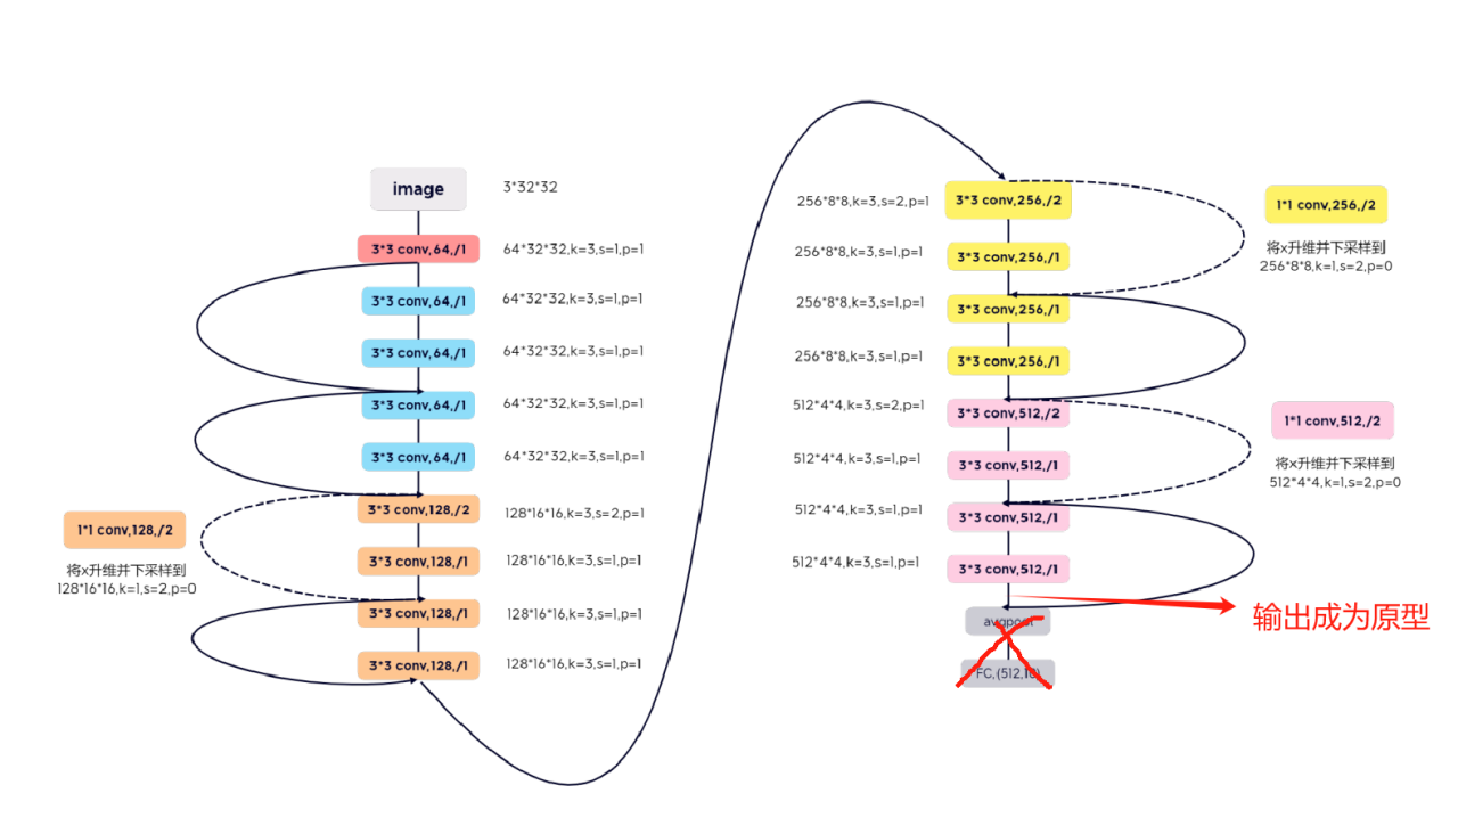 image
3*32*32
3*3 conv,64,/1
64*32*32,k=3,s=1,p=1
3*3 conv,64,/1
64*32*32,k=3,s=1,p=1
3*3 conv,64,/1
64*32*32,k=3,s=1,p=1
3*3 conv,64,/1
64*32*32,k=3,s=1,p=1
3*3 conv,64,/1
64*32*32,k=3,s=1,p=1
3*3 conv,128,/2
128*16*16,k=3,s=2,p=1
1*1 conv,128,/2
将x升维并下采样到
128*16*16,k=1,s=2,p=0
3*3 conv,128,/1
128*16*16,k=3,s=1,p=1
3*3 conv,128,/1
128*16*16,k=3,s=1,p=1
3*3 conv,128,/1
128*16*16,k=3,s=1,p=1
256*8*8,k=3,s=2,p=1
3*3 conv,256,/2
1*1 conv,256,/2
将x升维并下采样到
256*8*8,k=1,s=2,p=0
256*8*8,k=3,s=1,p=1
3*3 conv,256,/1
256*8*8,k=3,s=1,p=1
3*3 conv,256,/1
256*8*8,k=3,s=1,p=1
3*3 conv,256,/1
512*4*4,k=3,s=2,p=1
3*3 conv,512,/2
1*1 conv,512,/2
将x升维并下采样到
512*4*4,k=1,s=2,p=0
512*4*4,k=3,s=1,p=1
3*3 conv,512,/1
512*4*4,k=3,s=1,p=1
3*3 conv,512,/1
512*4*4,k=3,s=1,p=1
3*3 conv,512,/1
输出成为原型
avgpool
FC,(512,10)